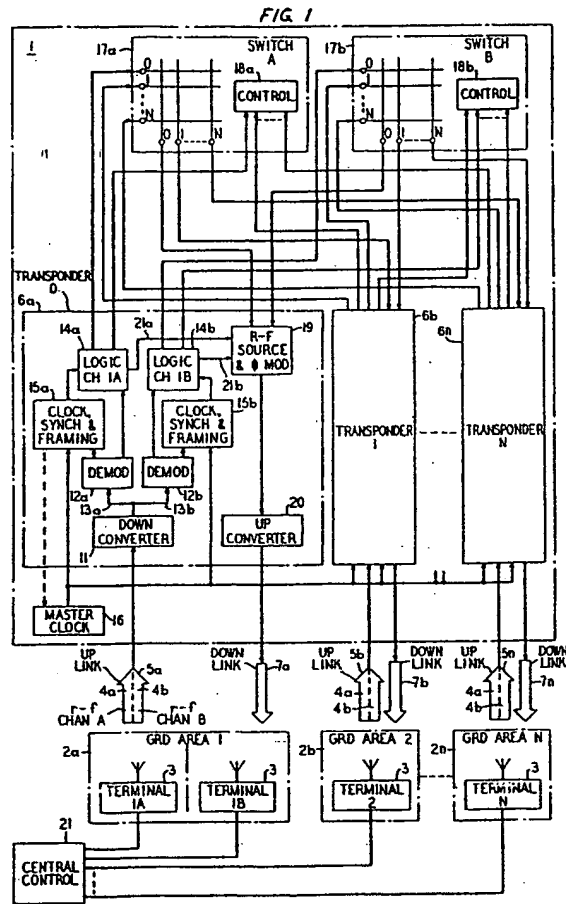 FIG. 1
1
17a
SWITCH
A
18a
CONTROL
0
1
N
0 1 N
17b
SWITCH
B
18b
CONTROL
0
1
N
0 1 N
TRANSPONDER
0
6a
14a
21a
14b
19
LOGIC
CH 1A
LOGIC
CH 1B
R-F
SOURCE
& ϕ MOD
21b
15a
CLOCK,
SYNCH &
FRAMING
15b
CLOCK,
SYNCH &
FRAMING
DEMOD
DEMOD
12a
13a
13b
12b
DOWN
CONVERTER
11
20
UP
CONVERTER
6b
TRANSPONDER
1
6n
TRANSPONDER
N
MASTER
CLOCK
16
UP
LINK
5a
4a
4b
r-f
CHAN A
r-f
CHAN B
DOWN
LINK
7a
UP
LINK
5b
4a
4b
DOWN
LINK
7b
UP
LINK
5n
4a
4b
DOWN
LINK
7n
2a
GRD AREA 1
3
TERMINAL
1A
3
TERMINAL
1B
2b
GRD AREA 2
3
TERMINAL
2
2n
GRD AREA N
3
TERMINAL
N
21
CENTRAL
CONTROL